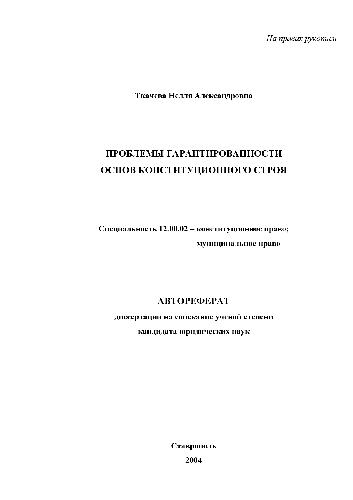 На правах рукописи
Ткачева Нелля Александровна
ПРОБЛЕМЫ ГАРАНТИРОВАННОСТИ
ОСНОВ КОНСТИТУЦИОННОГО СТРОЯ
Специальность 12.00.02 – конституционное право;
муниципальное право
АВТОРЕФЕРАТ
диссертации на соискание ученой степени
кандидата юридических наук
Ставрополь
2004